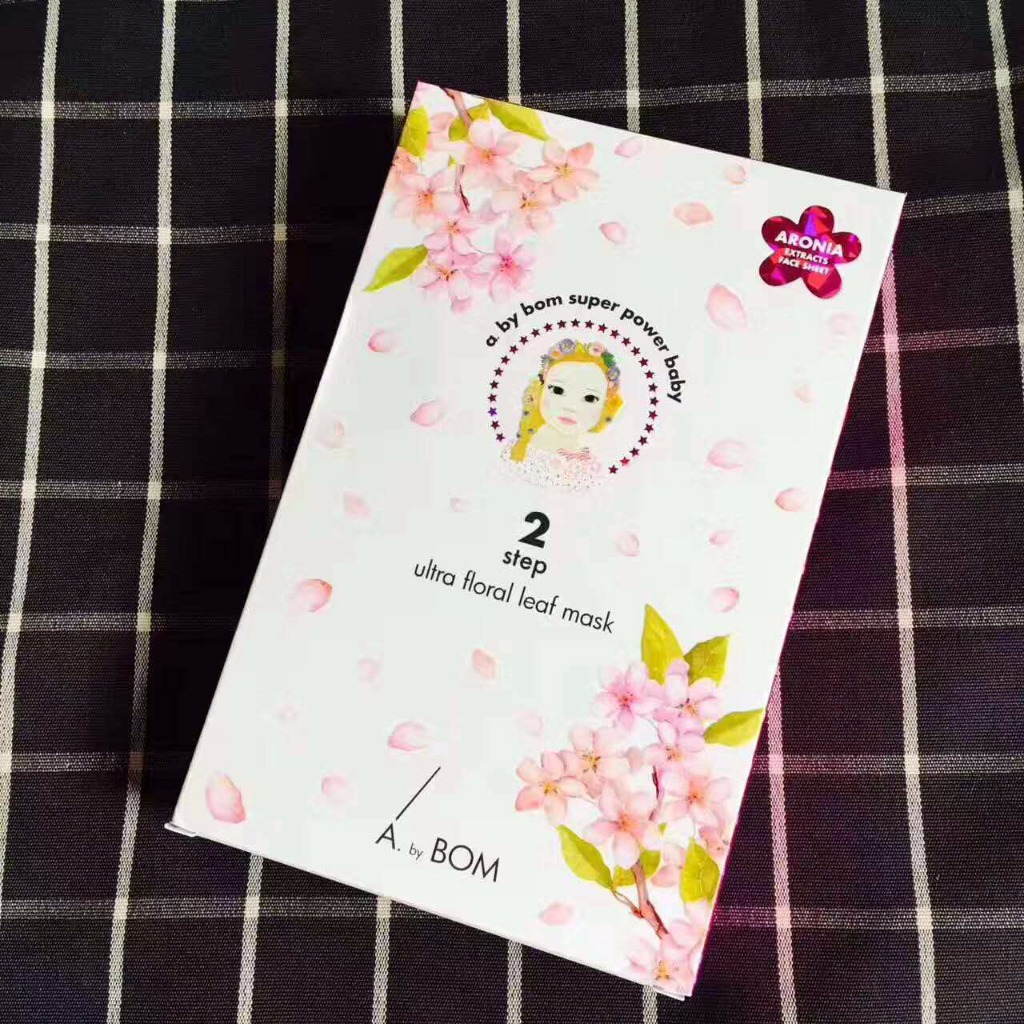 ARONIA
EXTRACTS
FACE SHEET
a. by bom super power baby
2
step
ultra floral leaf mask
A. by BOM